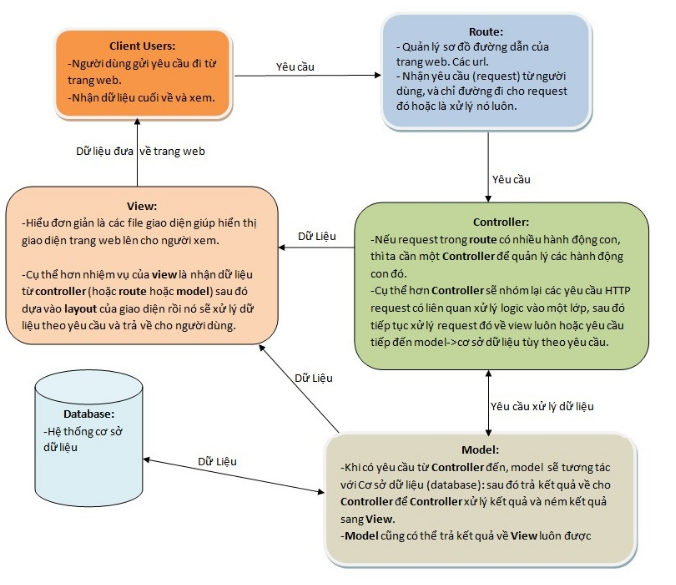 Client Users:
-Người dùng gửi yêu cầu đi từ
trang web.
-Nhận dữ liệu cuối về và xem.
Yêu cầu
Route:
- Quản lý sơ đồ đường dẫn của
trang web. Các url.
- Nhận yêu cầu (request) từ người
dùng, và chỉ đường đi cho request
đó hoặc là xử lý nó luôn.
Dữ liệu đưa về trang web
Yêu cầu
View:
-Hiểu đơn giản là các file giao diện giúp hiển thị
giao diện trang web lên cho người xem.
-Cụ thể hơn nhiệm vụ của view là nhận dữ liệu
từ controller (hoặc route hoặc model) sau đó
dựa vào layout của giao diện rồi nó sẽ xử lý dữ
liệu theo yêu cầu và trả về cho người dùng.
Dữ Liệu
Controller:
-Nếu request trong route có nhiều hành động con,
thì ta cần một Controller để quản lý các hành động
con đó.
-Cụ thể hơn Controller sẽ nhóm lại các yêu cầu HTTP
request có liên quan xử lý logic vào một lớp, sau đó
tiếp tục xử lý request đó về view luôn hoặc yêu cầu
tiếp đến model->cơ sở dữ liệu tùy theo yêu cầu.
Dữ Liệu
Yêu cầu xử lý dữ liệu
Database:
-Hệ thống cơ sở
dữ liệu
Dữ Liệu
Model:
-Khi có yêu cầu từ Controller đến, model sẽ tương tác
với Cơ sở dữ liệu (database): sau đó trả kết quả về cho
Controller để Controller xử lý kết quả và ném kết quả
sang View.
-Model cũng có thể trả kết quả về View luôn được